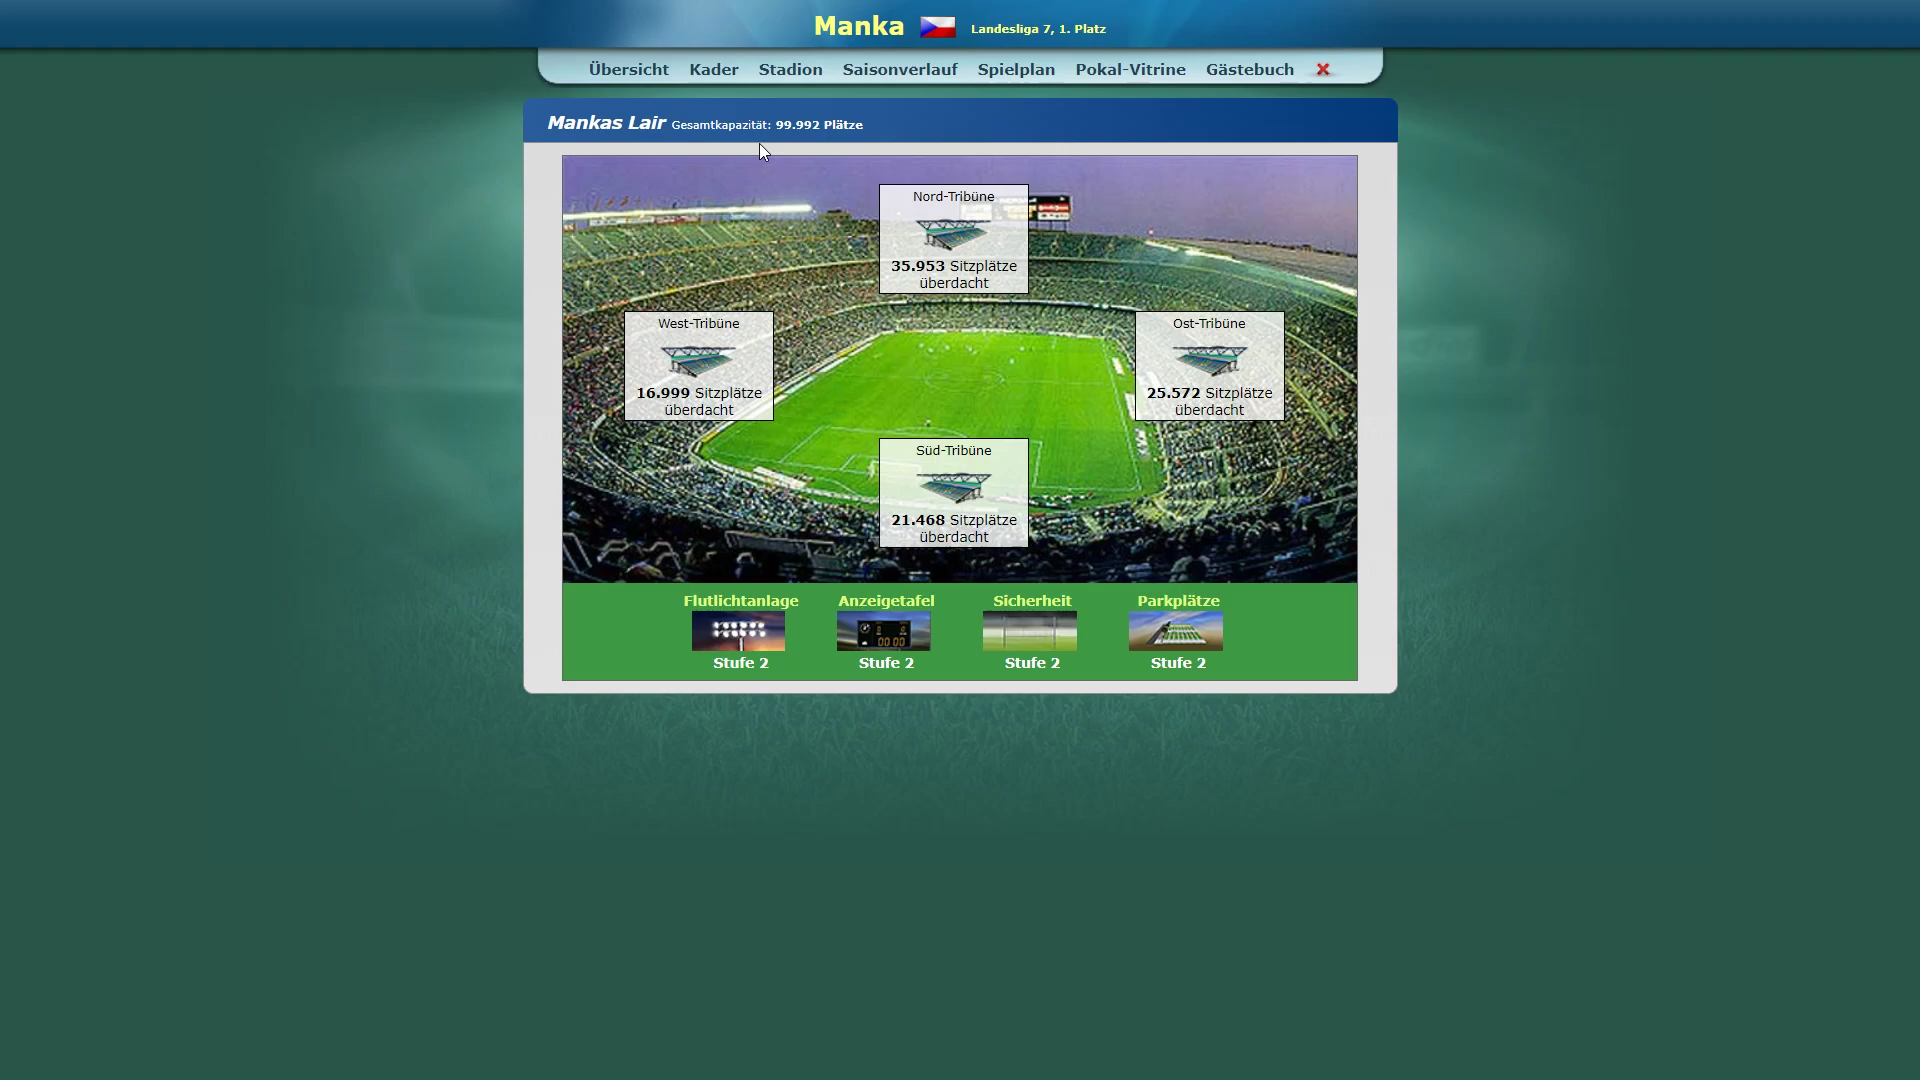 Manka Landesliga 7, 1. Platz
Übersicht Kader Stadion Saisonverlauf Spielplan Pokal-Vitrine Gästebuch
Mankas Lair Gesamtkapazität: 99.992 Plätze
Nord-Tribüne
35.953 Sitzplätze
überdacht
West-Tribüne
16.999 Sitzplätze
überdacht
Ost-Tribüne
25.572 Sitzplätze
überdacht
Süd-Tribüne
21.468 Sitzplätze
überdacht
Flutlichtanlage Anzeigetafel Sicherheit Parkplätze
00:00
Stufe 2 Stufe 2 Stufe 2 Stufe 2